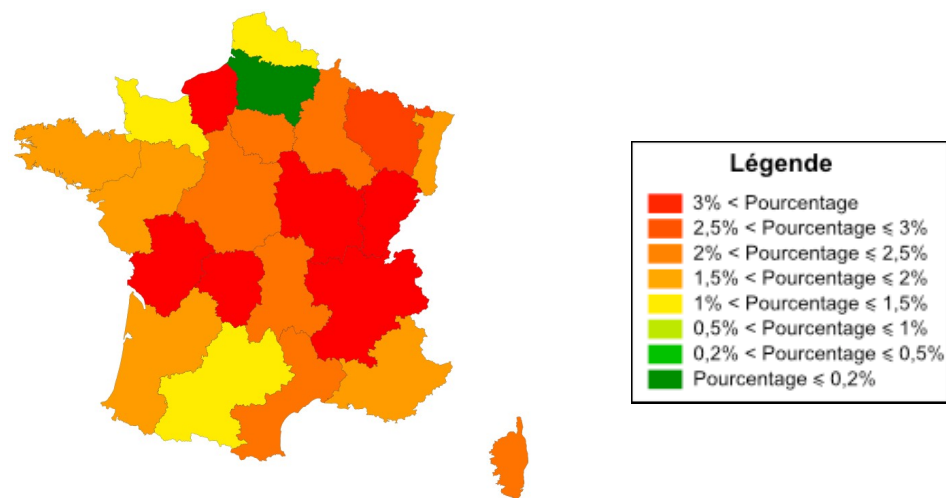 Légende
3% < Pourcentage
2,5% < Pourcentage ⩽ 3%
2% < Pourcentage ⩽ 2,5%
1,5% < Pourcentage ⩽ 2%
1% < Pourcentage ⩽ 1,5%
0,5% < Pourcentage ⩽ 1%
0,2% < Pourcentage ⩽ 0,5%
Pourcentage ⩽ 0,2%